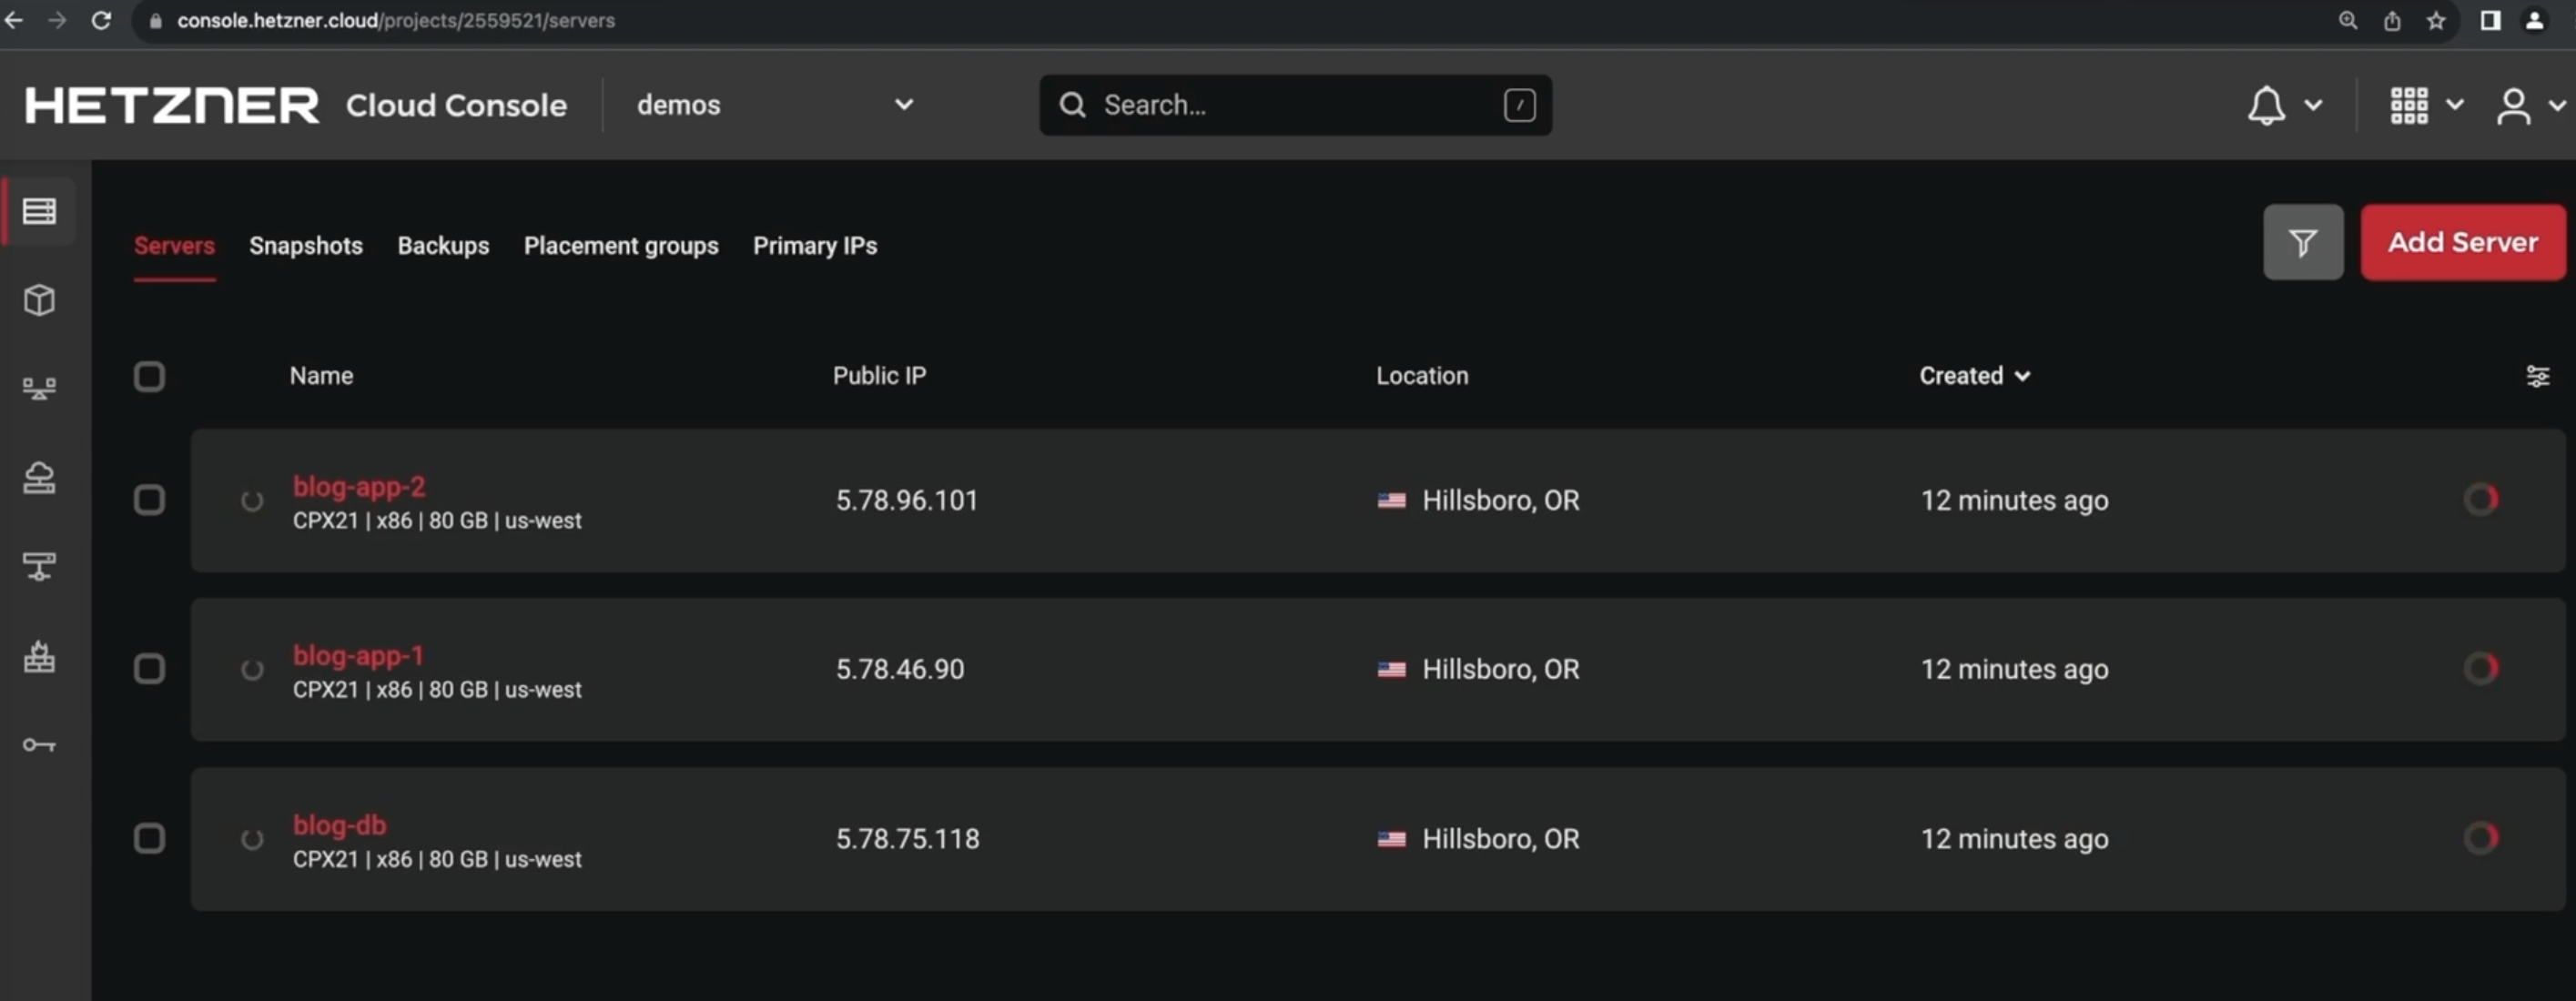 console.hetzner.cloud/projects/2559521/servers
HETZNER Cloud Console demos Search... /
Servers Snapshots Backups Placement groups Primary IPs Add Server
Name Public IP Location Created
blog-app-2
CPX21 | x86 | 80 GB | us-west
5.78.96.101 Hillsboro, OR 12 minutes ago
blog-app-1
CPX21 | x86 | 80 GB | us-west
5.78.46.90 Hillsboro, OR 12 minutes ago
blog-db
CPX21 | x86 | 80 GB | us-west
5.78.75.118 Hillsboro, OR 12 minutes ago